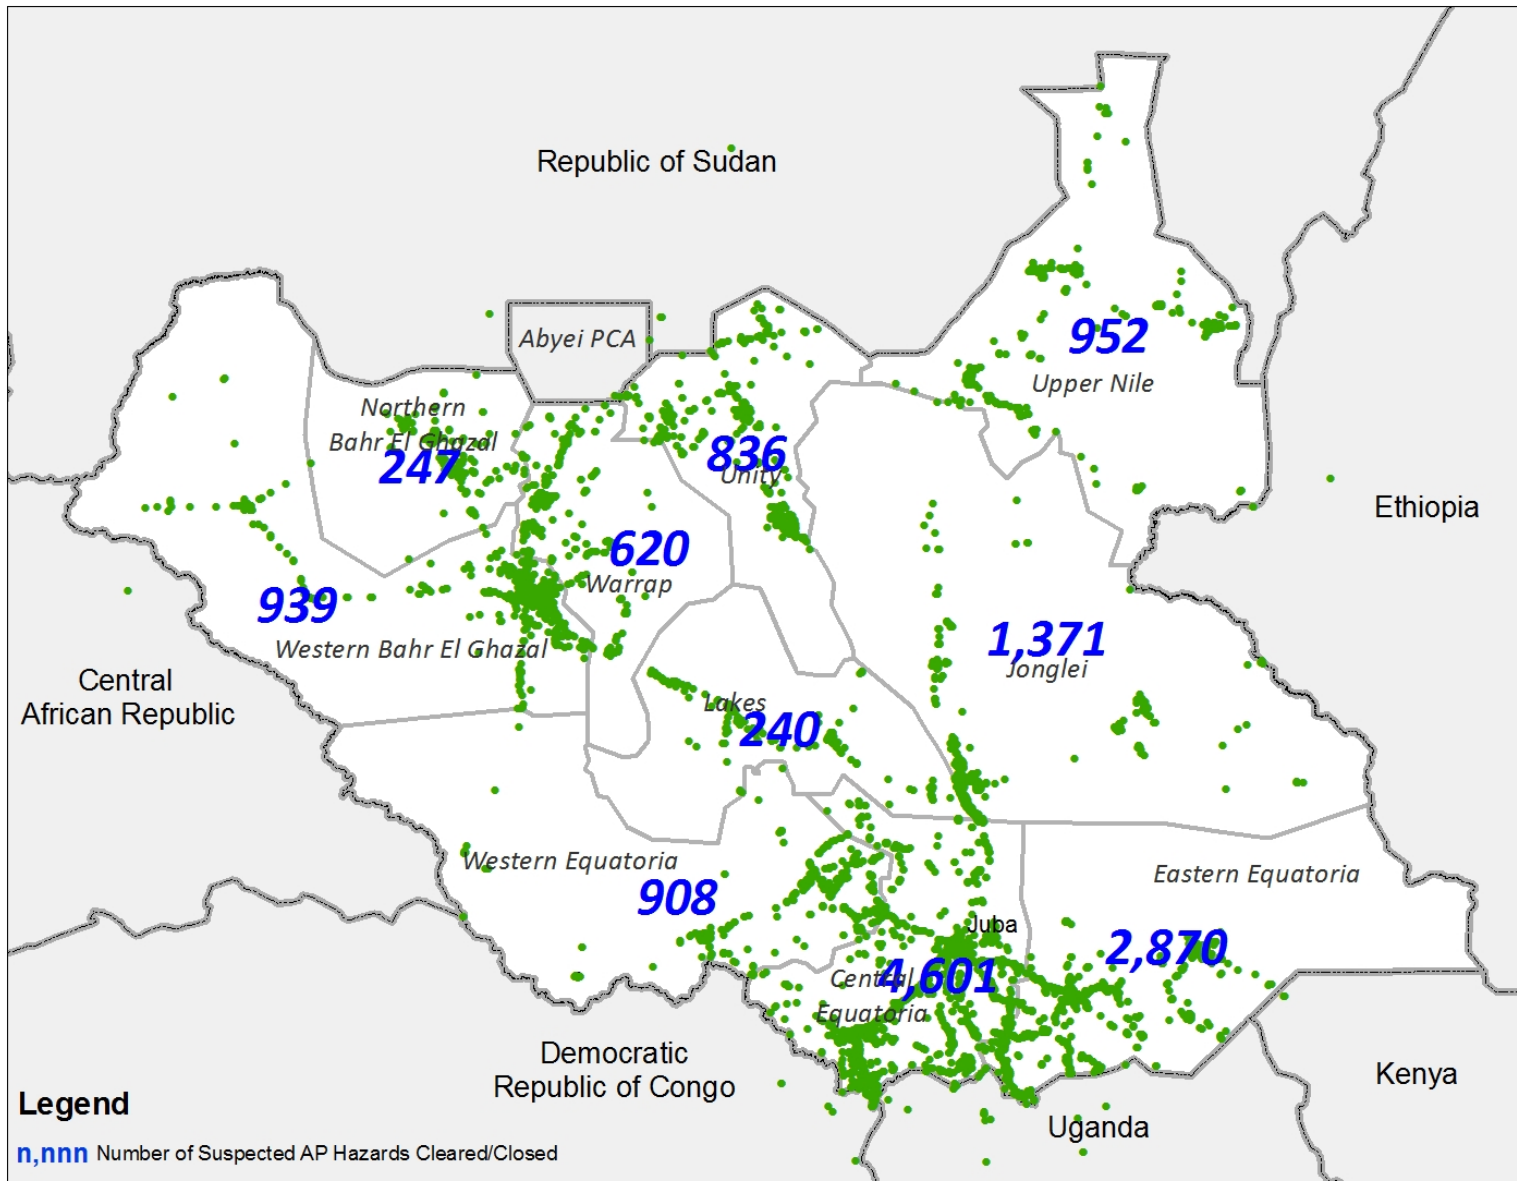 Republic of Sudan
Abyei PCA
952
Upper Nile
Northern
Bahr El Ghazal
247
836
Unity
Ethiopia
620
Warrap
939
Western Bahr El Ghazal
1,371
Jonglei
Central
African Republic
Lakes
240
Western Equatoria
908
Eastern Equatoria
Juba
2,870
Central
4,601
Equatoria
Democratic
Republic of Congo
Kenya
Uganda
Legend
n,nnn Number of Suspected AP Hazards Cleared/Closed